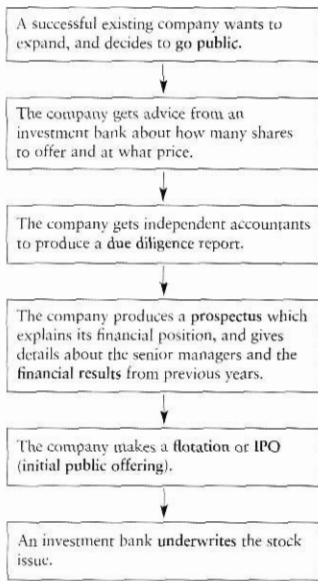 A successful existing company wants to
expand, and decides to go public.
The company gets advice from an
investment bank about how many shares
to offer and at what price.
The company gets independent accountants
to produce a due diligence report.
The company produces a prospectus which
explains its financial position, and gives
details about the senior managers and the
financial results from previous years.
The company makes a flotation or IPO
(initial public offering).
An investment bank underwrites the stock
issue.